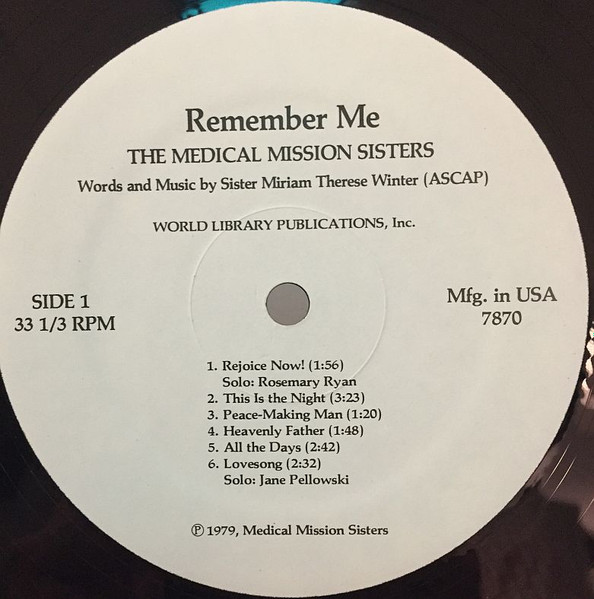 Remember Me
THE MEDICAL MISSION SISTERS
Words and Music by Sister Miriam Therese Winter (ASCAP)
WORLD LIBRARY PUBLICATIONS, Inc.
SIDE 1
33 1/3 RPM
Mfg. in USA
7870
1. Rejoice Now! (1:56)
Solo: Rosemary Ryan
2. This Is the Night (3:23)
3. Peace-Making Man (1:20)
4. Heavenly Father (1:48)
5. All the Days (2:42)
6. Lovesong (2:32)
Solo: Jane Pellowski
℗ 1979, Medical Mission Sisters